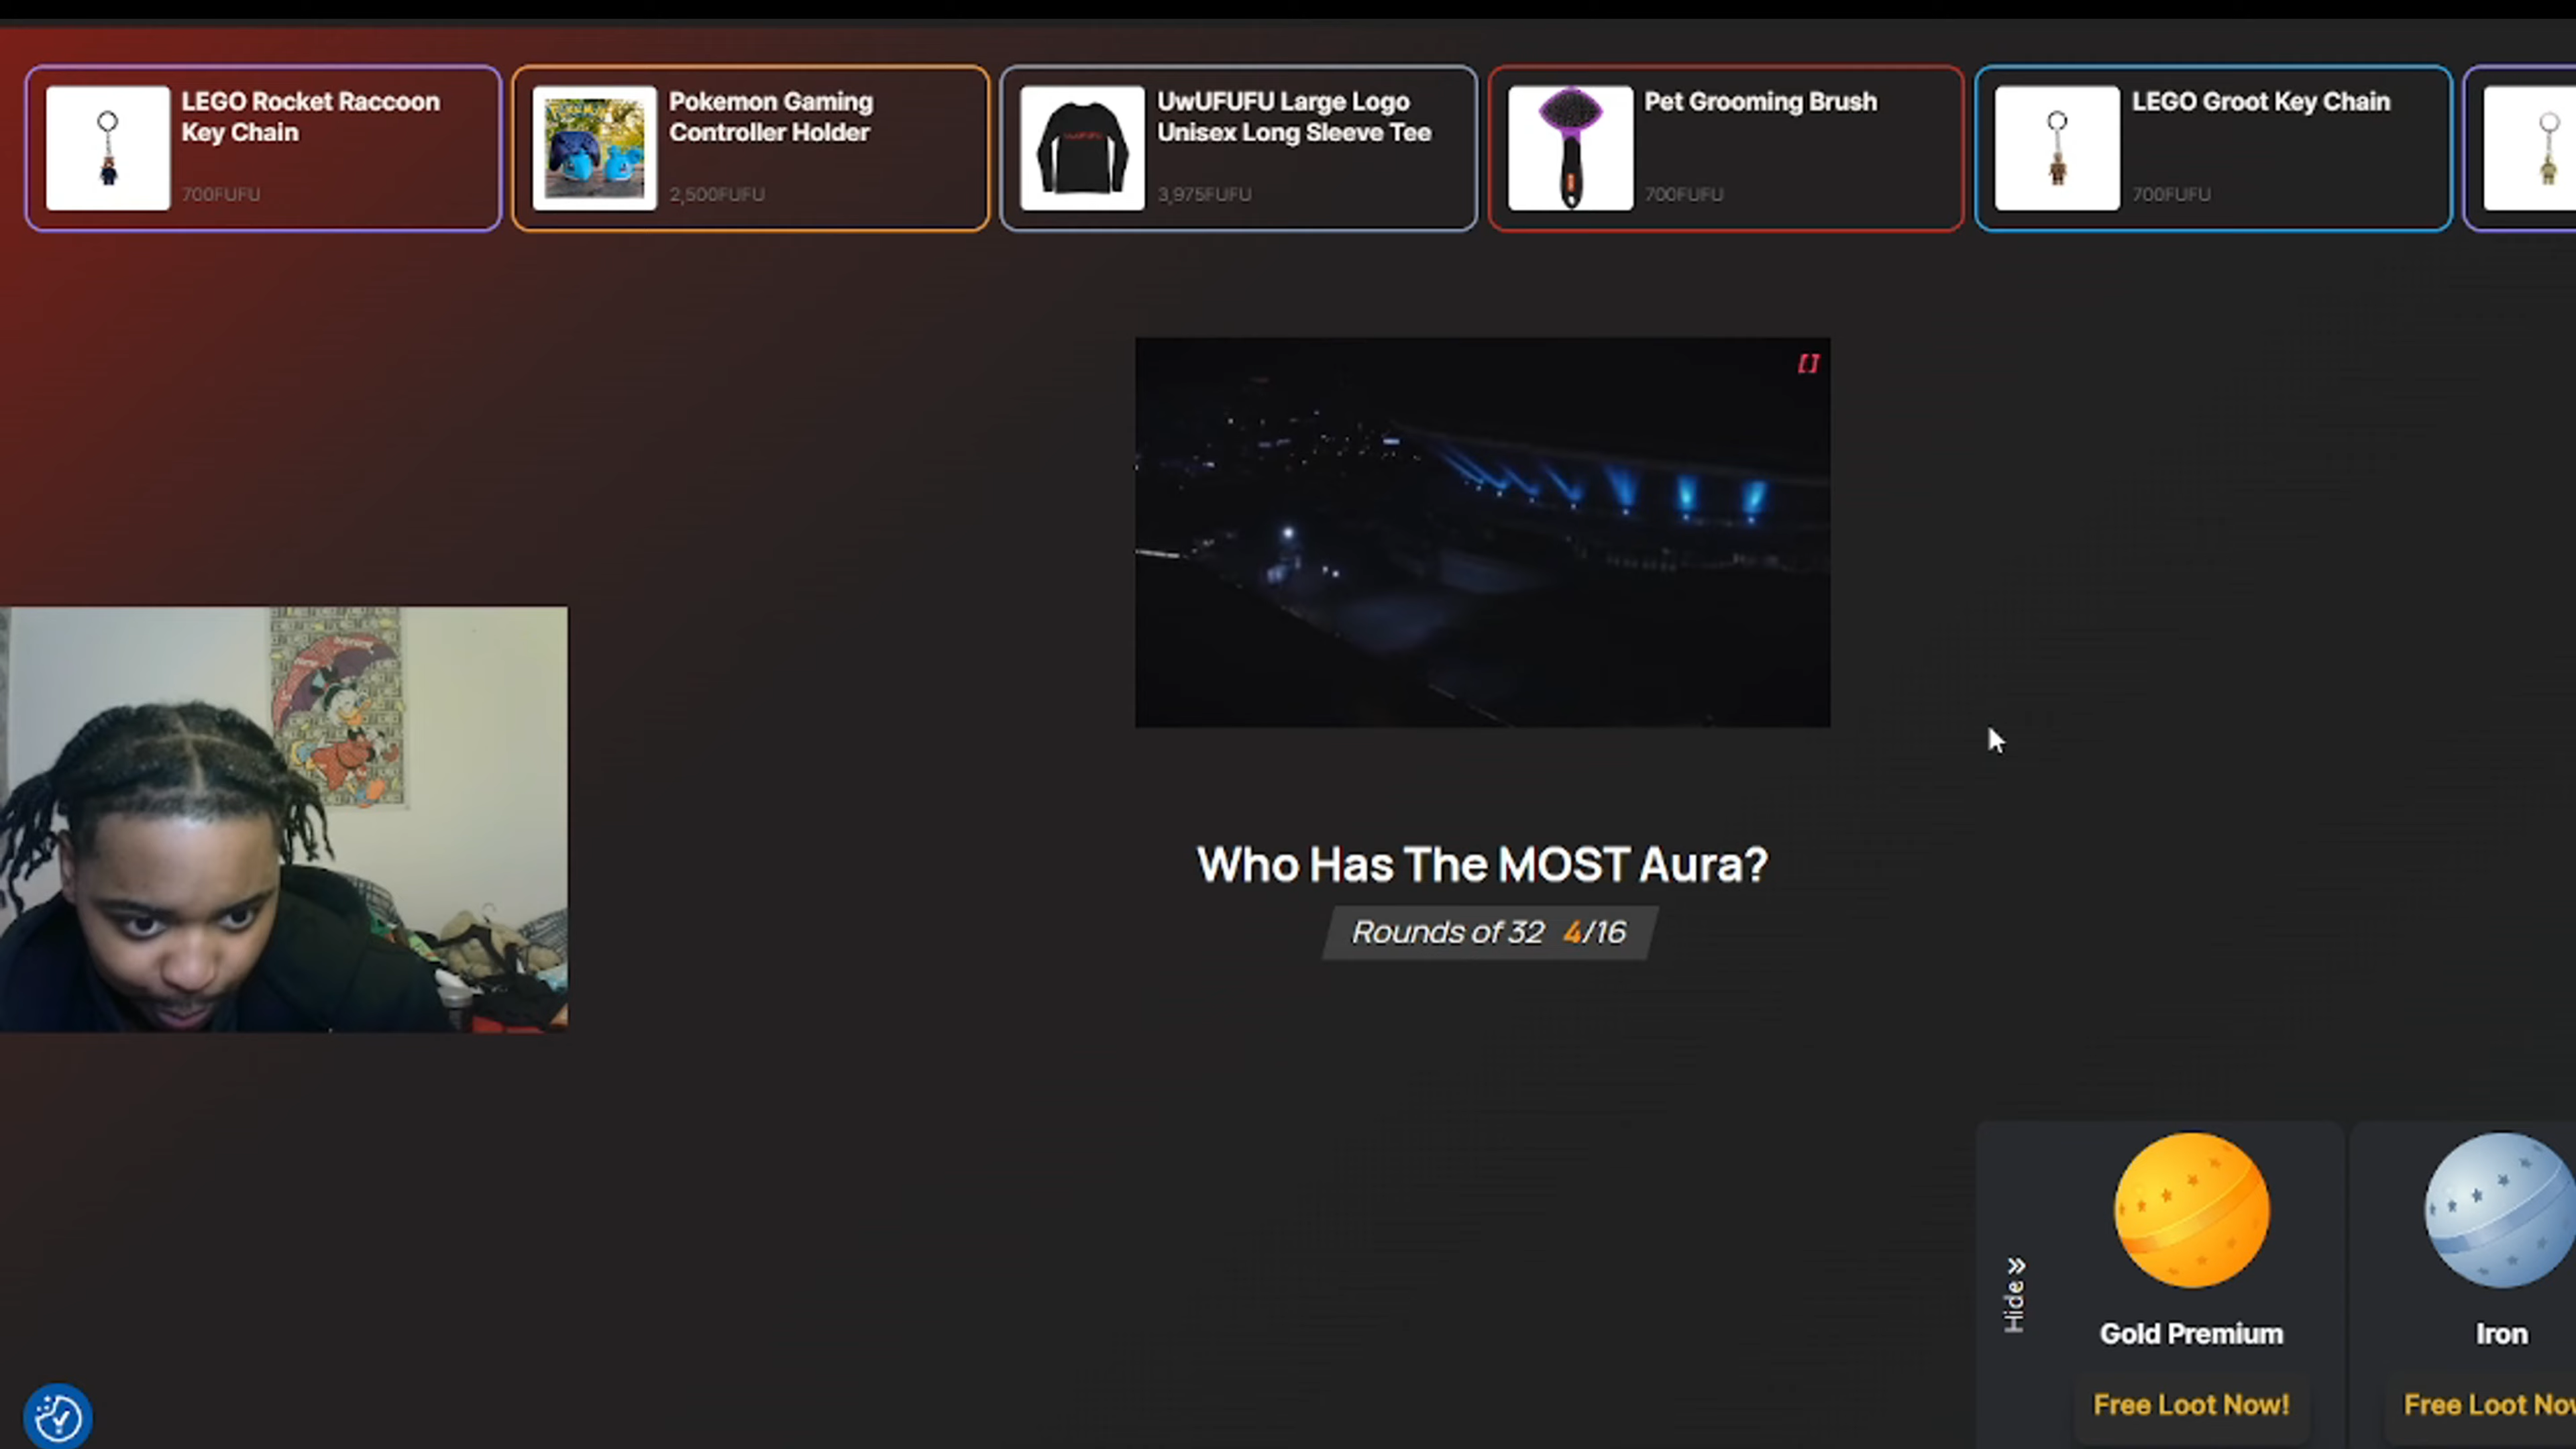 LEGO Rocket Raccoon
Key Chain
700FUFU
Pokemon Gaming
Controller Holder
2,500FUFU
UwUFUFU Large Logo
Unisex Long Sleeve Tee
3,975FUFU
Pet Grooming Brush
700FUFU
LEGO Groot Key Chain
700FUFU
Who Has The MOST Aura?
Rounds of 32 4/16
Hide
Gold Premium
Free Loot Now!
Iron
Free Loot